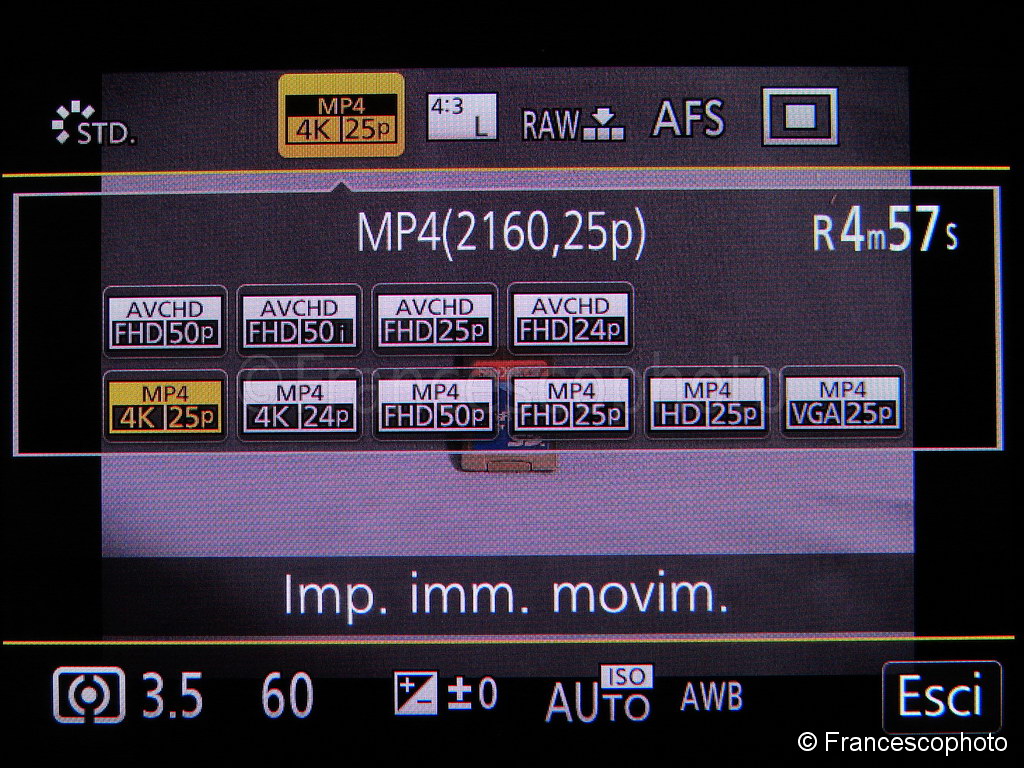 STD.
MP4
4K 25p
4:3
L
RAW
AFS
MP4(2160,25p)
R4m57s
AVCHD
FHD 50p
AVCHD
FHD 50i
AVCHD
FHD 25p
AVCHD
FHD 24p
© Francescophoto
MP4
4K 25p
MP4
4K 24p
MP4
FHD 50p
MP4
FHD 25p
MP4
HD 25p
MP4
VGA 25p
Imp. imm. movim.
3.5
60
±0
AUTO
ISO
AWB
Esci
© Francescophoto